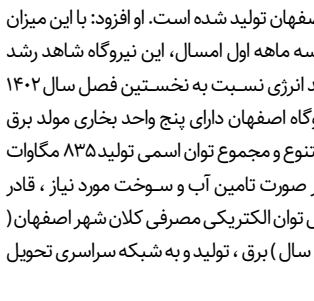 صفهان تولید شده است. او افزود: با این میزان
سه ماهه اول امسال، این نیروگاه شاهد رشد
د انرژی نسبت به نخستین فصل سال ۱۴۰۲
وگاه اصفهان دارای پنج واحد بخاری مولد برق
تنوع و مجموع توان اسمی تولید ۸۳۵ مگاوات
ر صورت تامین آب و سوخت مورد نیاز ، قادر
ی توان الکتریکی مصرفی کلان شهر اصفهان (
سال ) برق ، تولید و به شبکه سراسری تحویل